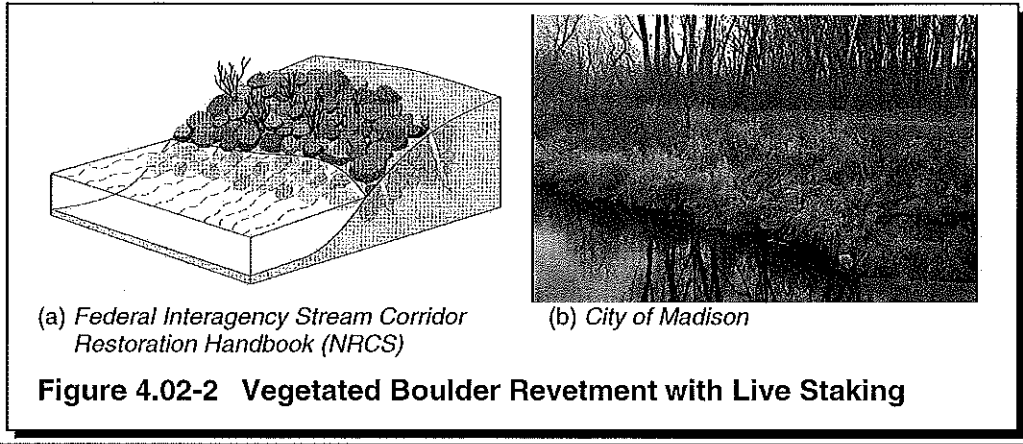 (a) Federal Interagency Stream Corridor
Restoration Handbook (NRCS)
(b) City of Madison
Figure 4.02-2 Vegetated Boulder Revetment with Live Staking